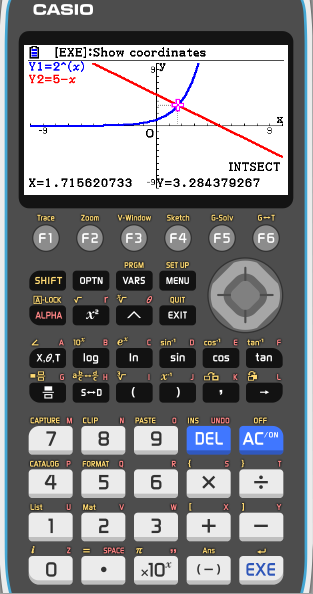 CASIO
[EXE]:Show coordinates
Y1=2^(x)
Y2=5-x
9 y
x
-9 O 9
INTSECT
X=1.715620733 -9 Y=3.284379267
Trace Zoom V-Window Sketch G-Solv G↔T
F1 F2 F3 F4 F5 F6
PRGM SET UP
SHIFT OPTN VARS MENU
A-LOCK √ r ∛ θ QUIT
ALPHA x² ^ EXIT
∠ A 10ˣ B eˣ C sin⁻¹ D cos⁻¹ E tan⁻¹ F
X,θ,T log ln sin cos tan
G H ∛ I x⁻¹ J K L
S↔D ( ) , →
CAPTURE M CLIP N PASTE O INS UNDO OFF
7 8 9 DEL AC/ON
CATALOG P FORMAT Q R { S } T
4 5 6 × ÷
List U Mat V W [ X ] Y
1 2 3 + −
i Z = SPACE π " Ans ↵
0 • ×10ˣ (−) EXE